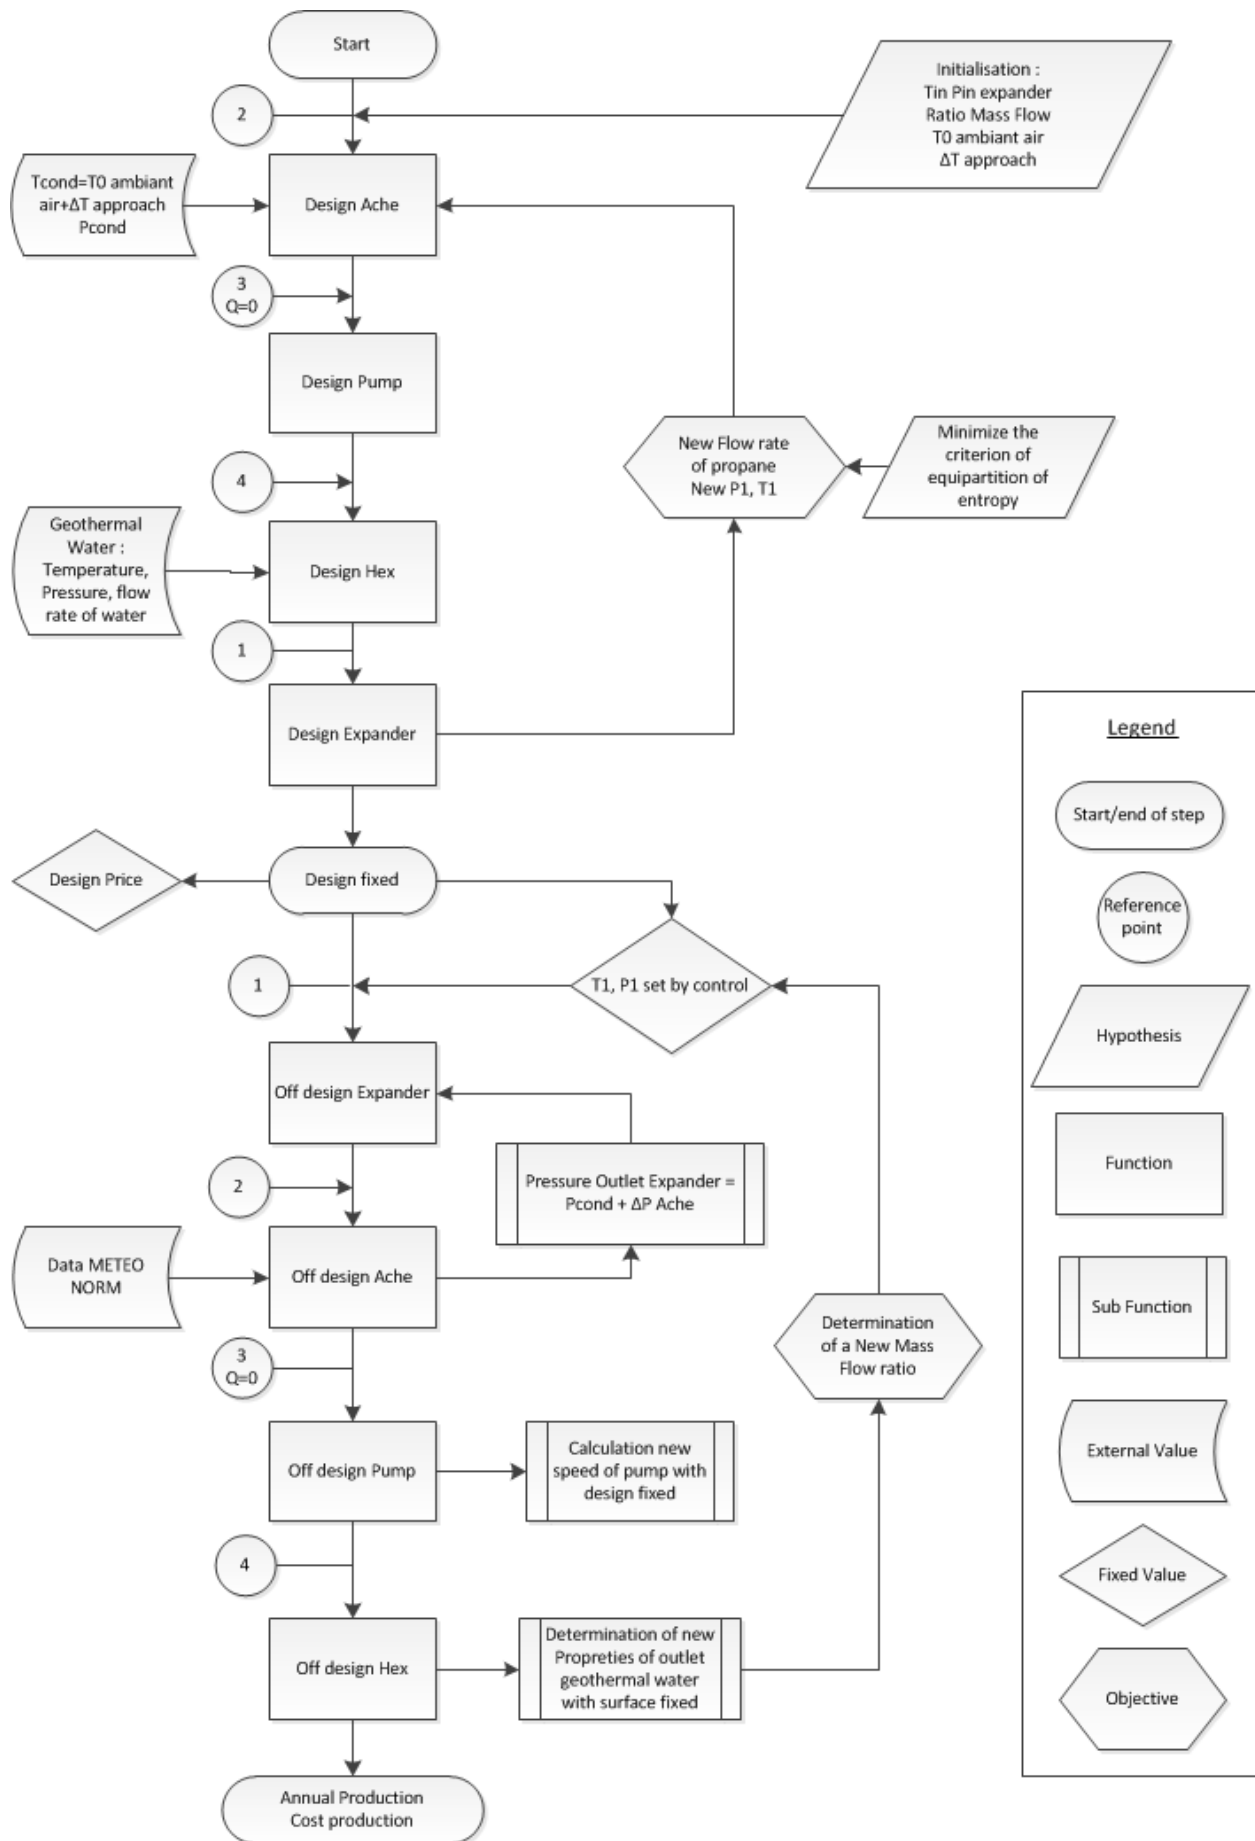 Start
Initialisation :
Tin Pin expander
Ratio Mass Flow
T0 ambiant air
ΔT approach
2
Tcond=T0 ambiant
air+ΔT approach
Pcond
Design Ache
3
Q=0
Design Pump
New Flow rate
of propane
New P1, T1
Minimize the
criterion of
equipartition of
entropy
4
Geothermal
Water :
Temperature,
Pressure, flow
rate of water
Design Hex
1
Design Expander
Design Price
Design fixed
1
T1, P1 set by control
Off design Expander
Pressure Outlet Expander =
Pcond + ΔP Ache
2
Data METEO
NORM
Off design Ache
3
Q=0
Determination
of a New Mass
Flow ratio
Off design Pump
Calculation new
speed of pump with
design fixed
4
Off design Hex
Determination of new
Propreties of outlet
geothermal water
with surface fixed
Annual Production
Cost production
Legend
Start/end of step
Reference
point
Hypothesis
Function
Sub Function
External Value
Fixed Value
Objective